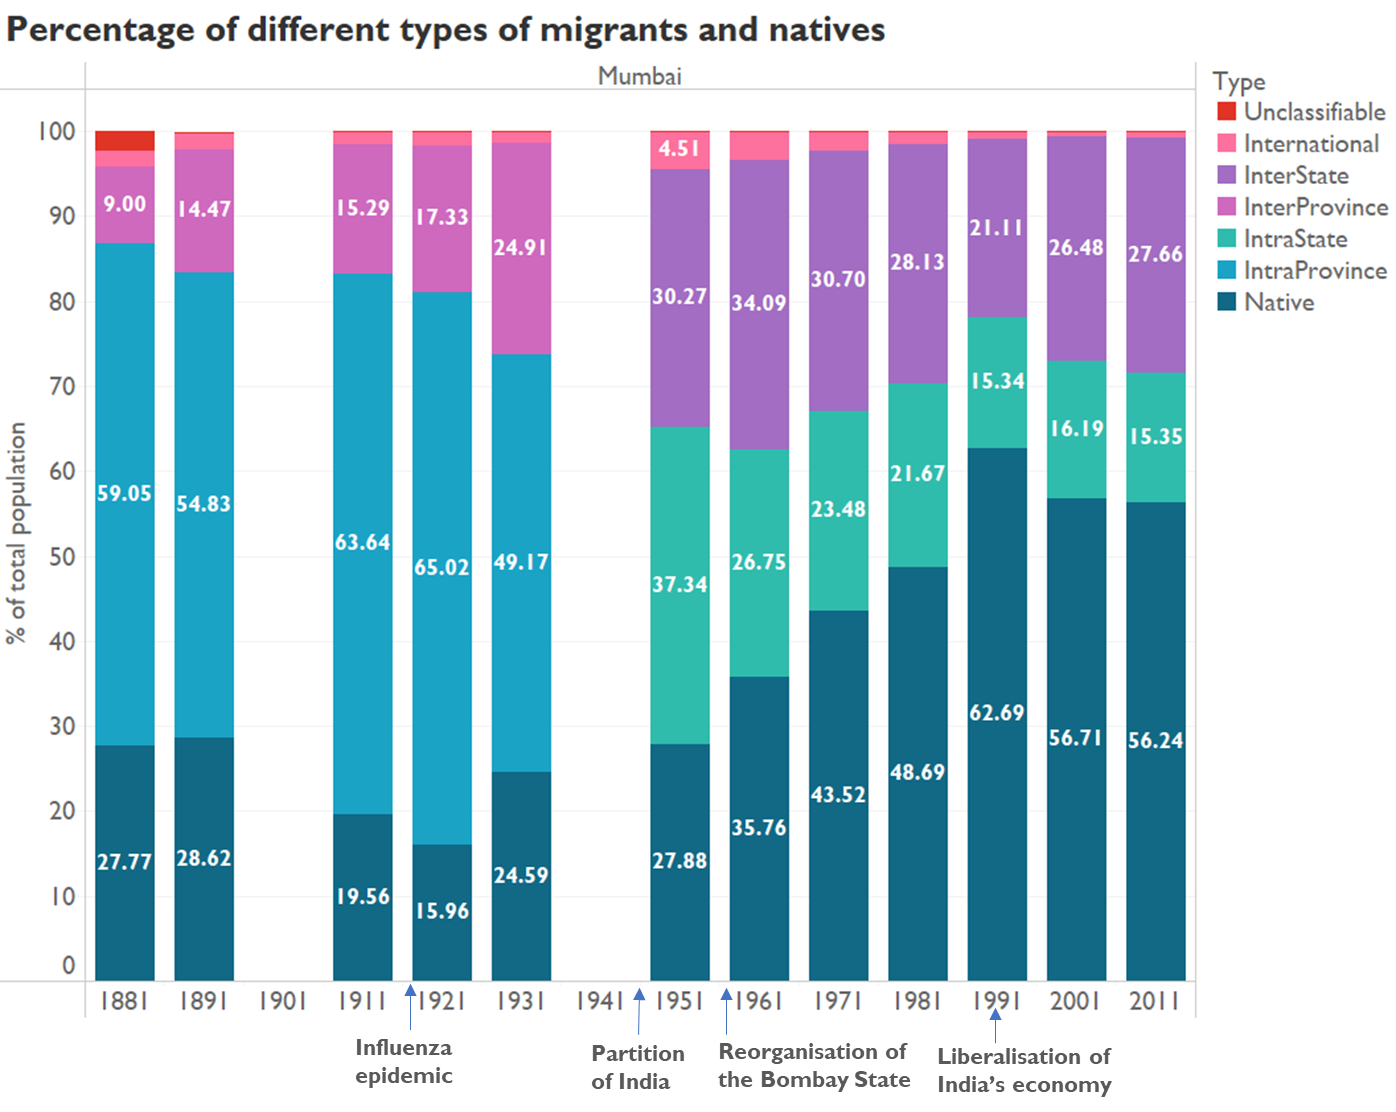 Percentage of different types of migrants and natives
Mumbai
Type
Unclassifiable
International
InterState
InterProvince
IntraState
IntraProvince
Native
% of total population
100
90
80
70
60
50
40
30
20
10
0
9.00
59.05
27.77
14.47
54.83
28.62
15.29
63.64
19.56
17.33
65.02
15.96
24.91
49.17
24.59
4.51
30.27
37.34
27.88
34.09
26.75
35.76
30.70
23.48
43.52
28.13
21.67
48.69
21.11
15.34
62.69
26.48
16.19
56.71
27.66
15.35
56.24
1881 1891 1901 1911 1921 1931 1941 1951 1961 1971 1981 1991 2001 2011
Influenza
epidemic
Partition
of India
Reorganisation of
the Bombay State
Liberalisation of
India's economy